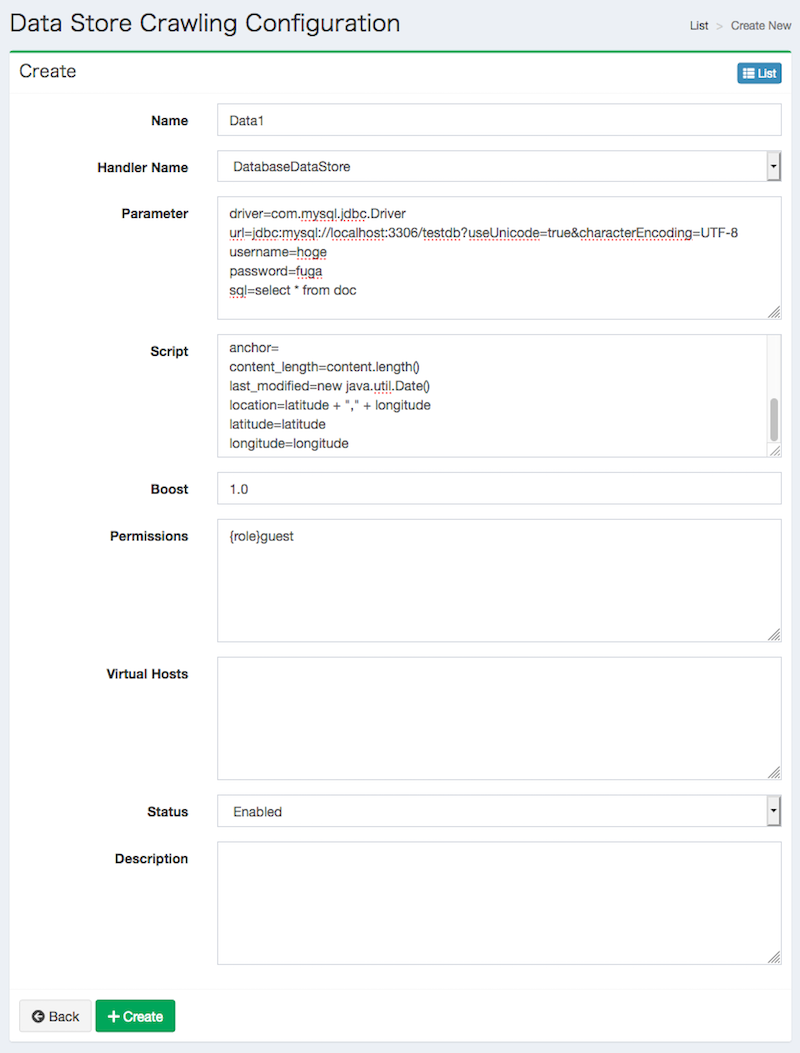 Data Store Crawling Configuration
List > Create New
Create
List
Name
Data1
Handler Name
DatabaseDataStore
Parameter
driver=com.mysql.jdbc.Driver
url=jdbc:mysql://localhost:3306/testdb?useUnicode=true&characterEncoding=UTF-8
username=hoge
password=fuga
sql=select * from doc
Script
anchor=
content_length=content.length()
last_modified=new java.util.Date()
location=latitude + "," + longitude
latitude=latitude
longitude=longitude
Boost
1.0
Permissions
{role}guest
Virtual Hosts
Status
Enabled
Description
Back
+ Create